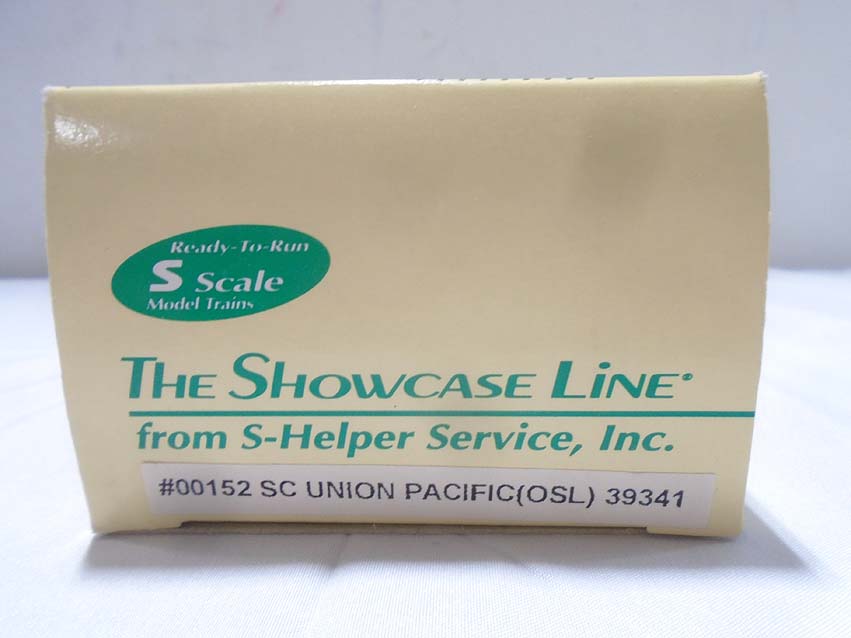 Ready-To-Run
S Scale
Model Trains
THE SHOWCASE LINE®
from S-Helper Service, Inc.
#00152 SC UNION PACIFIC(OSL) 39341